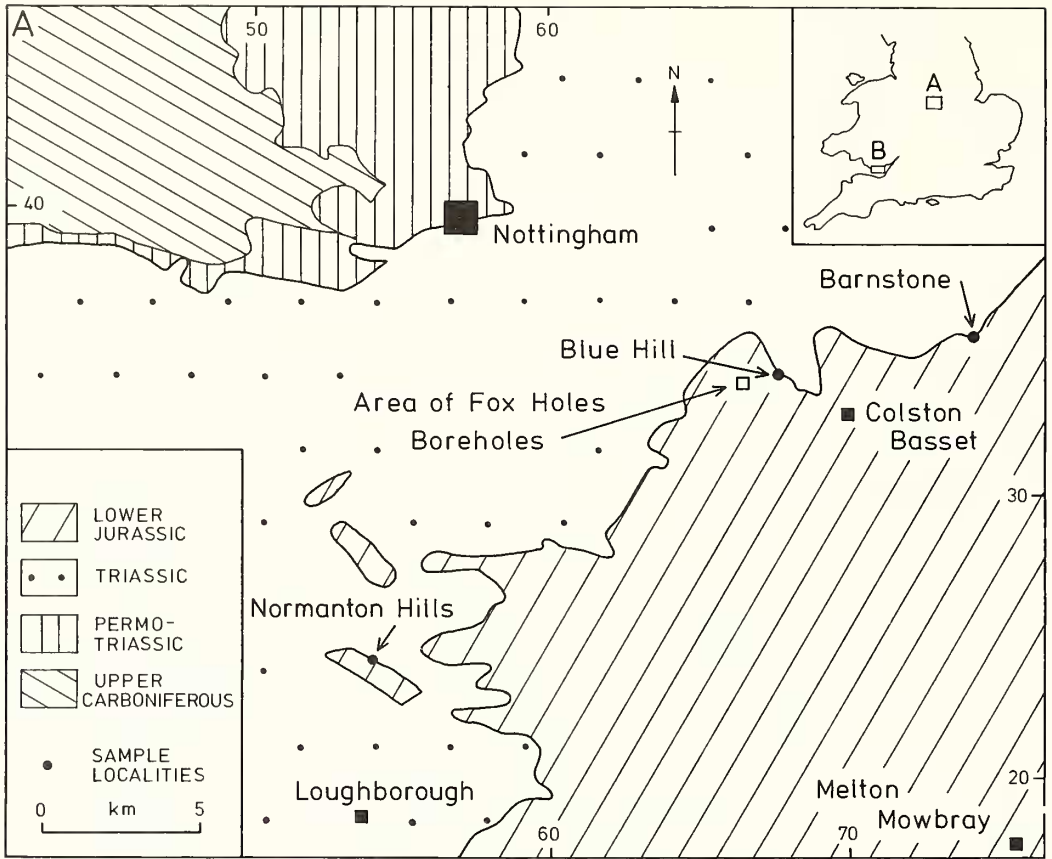 A
50
60
N
A
B
40
Nottingham
Barnstone
Blue Hill
Area of Fox Holes
Boreholes
Colston
Basset
30
LOWER
JURASSIC
TRIASSIC
PERMO-
TRIASSIC
UPPER
CARBONIFEROUS
SAMPLE
LOCALITIES
0 km 5
Normanton Hills
Loughborough
20
Melton
Mowbray
60
70